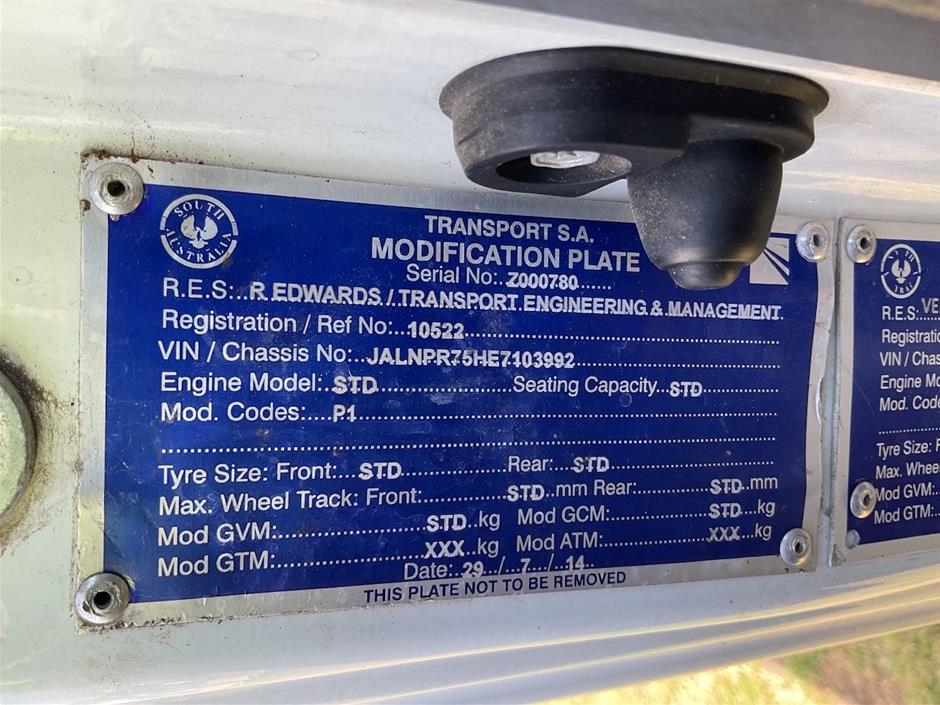 SOUTH AUSTRALIA
TRANSPORT S.A.
MODIFICATION PLATE
Serial No: Z000780
R.E.S: R EDWARDS / TRANSPORT ENGINEERING & MANAGEMENT
Registration / Ref No: 10522
VIN / Chassis No: JALNPR75HE7103992
Engine Model: STD Seating Capacity STD
Mod. Codes: P1
Tyre Size: Front: STD Rear: STD
Max. Wheel Track: Front: STD mm Rear: STD mm
Mod GVM: STD kg Mod GCM: STD kg
Mod GTM: XXX kg Mod ATM: XXX kg
Date: 29 / 7 / 14
THIS PLATE NOT TO BE REMOVED
R.E.S: VE
Registratio
VIN / Chass
Engine Mo
Mod. Code
Tyre Size: F
Max. Whee
Mod GVM:
Mod GTM: